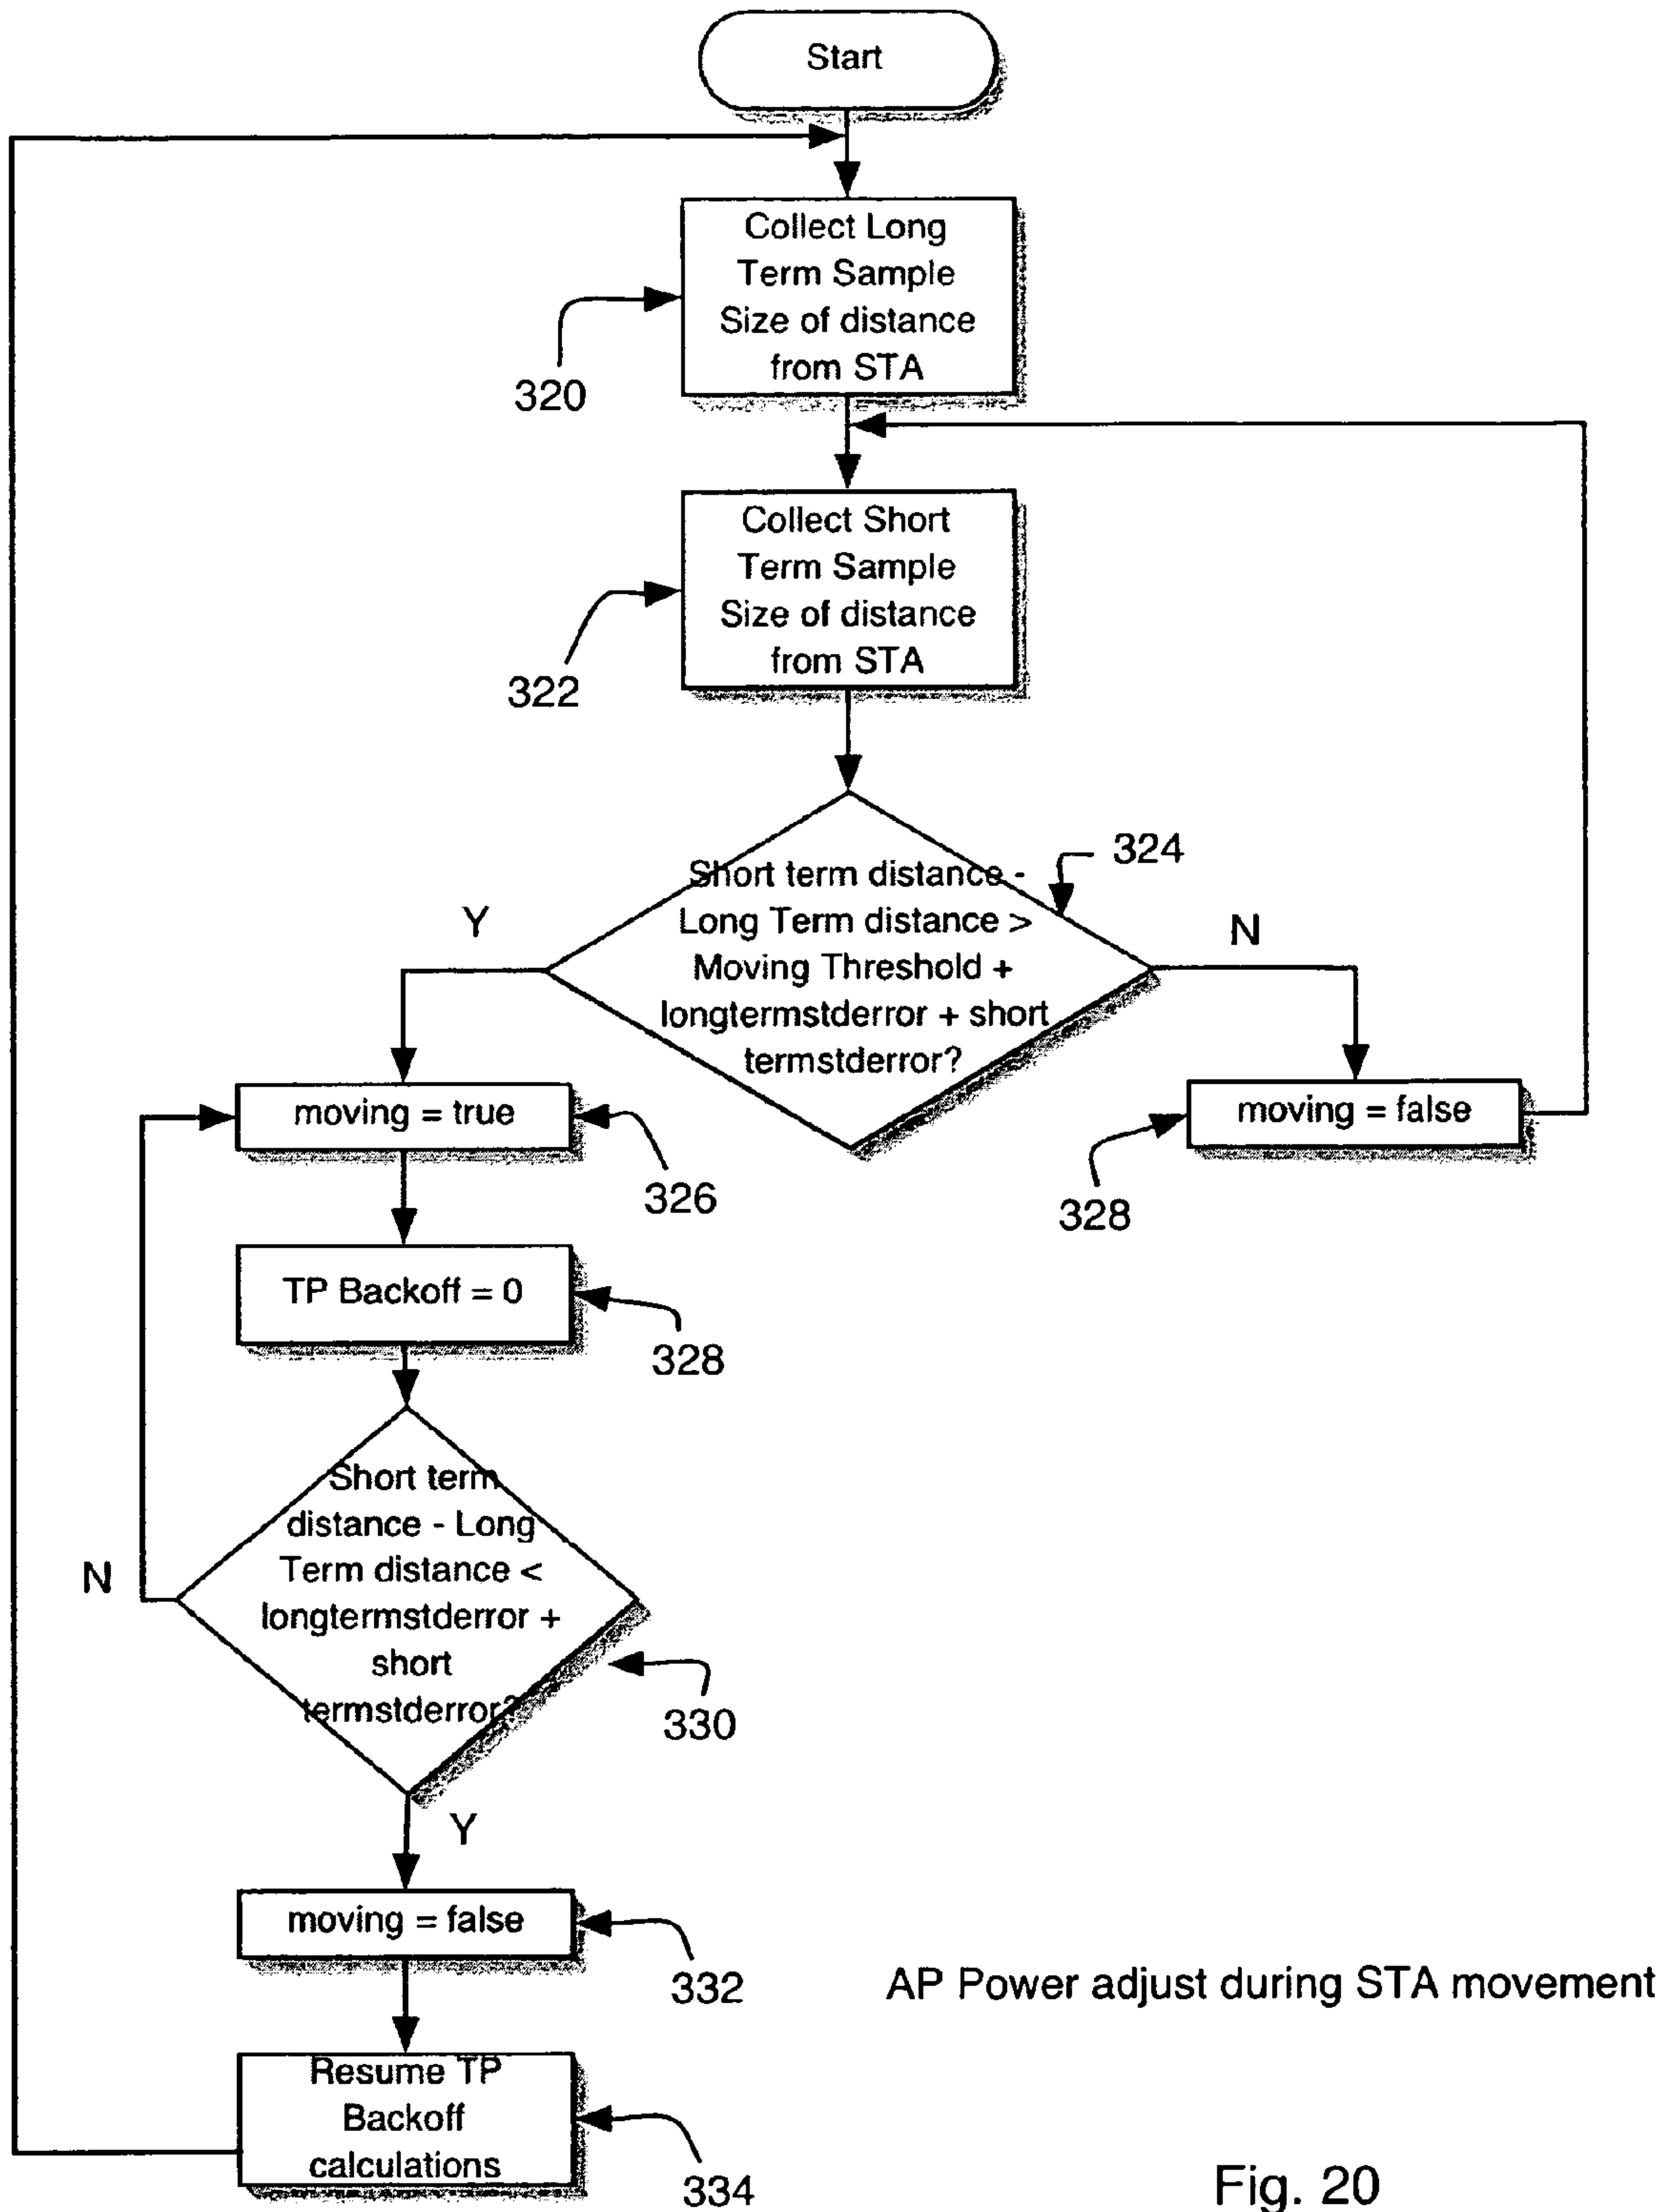 Start
Collect Long
Term Sample
Size of distance
from STA
320
Collect Short
Term Sample
Size of distance
from STA
322
Short term distance -
Long Term distance >
Moving Threshold +
longtermstderror + short
termstderror?
324
Y
N
moving = true
326
moving = false
328
TP Backoff = 0
328
Short term
distance - Long
Term distance <
longtermstderror +
short
termstderror?
330
N
Y
moving = false
332
AP Power adjust during STA movement
Resume TP
Backoff
calculations
334
Fig. 20